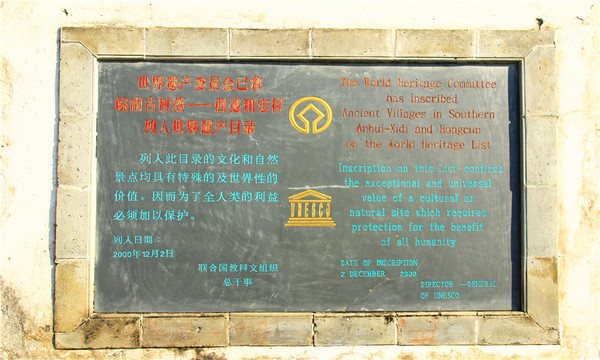 世界遗产委员会已将
皖南古村落——西递和宏村
列入世界遗产目录
列入此目录的文化和自然
景点均具有特殊的及世界性的
价值，因而为了全人类的利益
必须加以保护。
列入日期：
2000年12月2日
联合国教科文组织
总干事
UNESCO
The World Heritage Committee
has inscribed
Ancient Villages in Southern
Anhui-Xidi and Hongcun
on the World Heritage List
Inscription on this List confirms
the exceptional and universal
value of a cultural or
natural site which requires
protection for the benefit
of all humanity
DATE OF INSCRIPTION
2 DECEMBER 2000
DIRECTOR —GENERAL
OF UNESCO